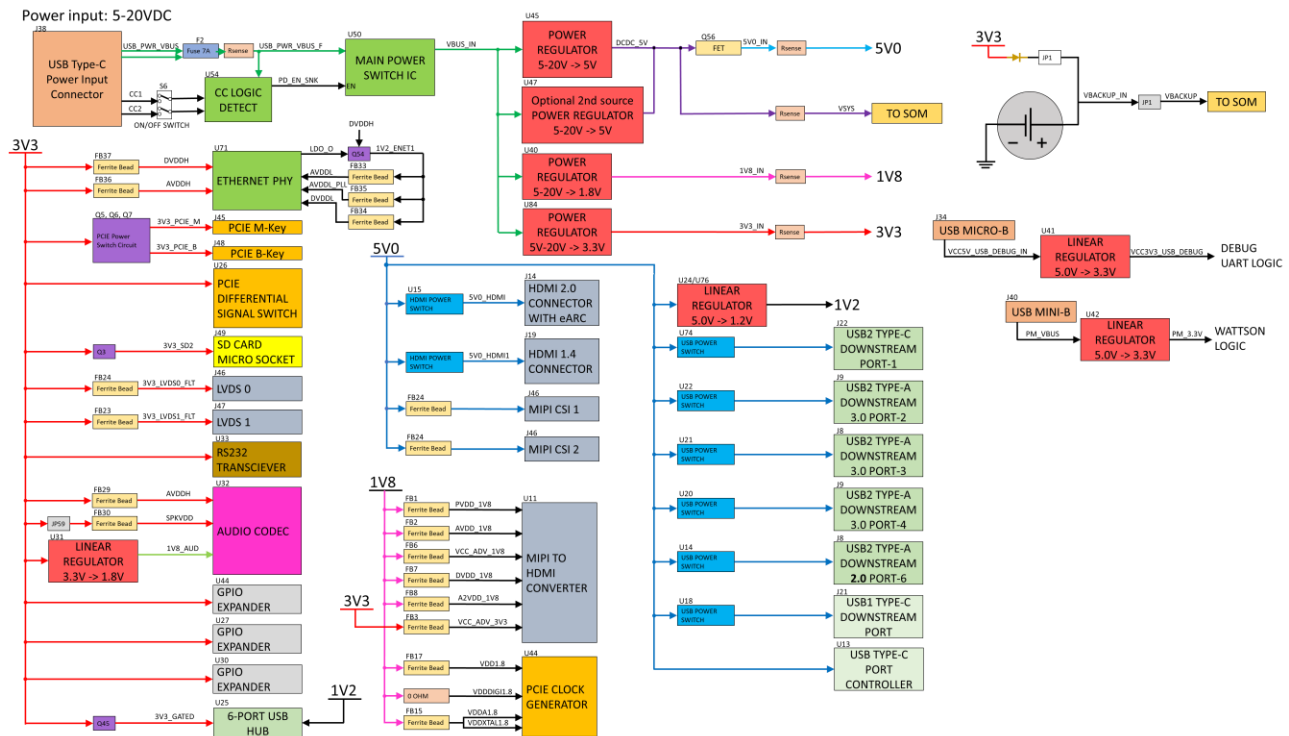 Power input: 5-20VDC
J38
USB Type-C
Power Input
Connector
USB_PWR_VBUS
F2
Fuse 7A
Rsense
USB_PWR_VBUS_F
CC1
CC2
S6
ON/OFF SWITCH
U54
CC LOGIC
DETECT
PD_EN_SNK
U50
MAIN POWER
SWITCH IC
EN
VBUS_IN
U45
POWER
REGULATOR
5-20V -> 5V
DCDC_5V
Q56
FET
5V0_IN
Rsense
5V0
U47
Optional 2nd source
POWER REGULATOR
5-20V -> 5V
Rsense
VSYS
TO SOM
U40
POWER
REGULATOR
5-20V -> 1.8V
1V8_IN
Rsense
1V8
U84
POWER
REGULATOR
5V-20V -> 3.3V
3V3_IN
Rsense
3V3
3V3
JP1
VBACKUP_IN
JP1
VBACKUP
TO SOM
J34
USB MICRO-B
VCC5V_USB_DEBUG_IN
U41
LINEAR
REGULATOR
5.0V -> 3.3V
VCC3V3_USB_DEBUG
DEBUG
UART LOGIC
J40
USB MINI-B
PM_VBUS
U42
LINEAR
REGULATOR
5.0V -> 3.3V
PM_3.3V
WATTSON
LOGIC
3V3
FB37
Ferrite Bead
DVDDH
FB36
Ferrite Bead
AVDDH
U71
ETHERNET PHY
LDO_O
AVDDL
AVDDL_PLL
DVDDL
DVDDH
Q54
1V2_ENET1
FB33
Ferrite Bead
FB35
Ferrite Bead
FB34
Ferrite Bead
Q5, Q6, Q7
PCIE Power
Switch Circuit
3V3_PCIE_M
3V3_PCIE_B
J45
PCIE M-Key
J48
PCIE B-Key
U26
PCIE
DIFFERENTIAL
SIGNAL SWITCH
Q3
3V3_SD2
J49
SD CARD
MICRO SOCKET
FB24
Ferrite Bead
3V3_LVDS0_FLT
J46
LVDS 0
FB23
Ferrite Bead
3V3_LVDS1_FLT
J47
LVDS 1
U33
RS232
TRANSCIEVER
FB29
Ferrite Bead
AVDDH
JP59
FB30
Ferrite Bead
SPKVDD
U32
AUDIO CODEC
U31
LINEAR
REGULATOR
3.3V -> 1.8V
1V8_AUD
U44
GPIO
EXPANDER
U27
GPIO
EXPANDER
U30
GPIO
EXPANDER
Q45
3V3_GATED
U25
6-PORT USB
HUB
1V2
5V0
U15
HDMI POWER
SWITCH
5V0_HDMI
J14
HDMI 2.0
CONNECTOR
WITH eARC
HDMI POWER
SWITCH
5V0_HDMI1
J19
HDMI 1.4
CONNECTOR
FB24
Ferrite Bead
J46
MIPI CSI 1
FB24
Ferrite Bead
J46
MIPI CSI 2
1V8
FB1
Ferrite Bead
PVDD_1V8
FB2
Ferrite Bead
AVDD_1V8
FB6
Ferrite Bead
VCC_ADV_1V8
FB7
Ferrite Bead
DVDD_1V8
FB8
Ferrite Bead
A2VDD_1V8
3V3
FB3
Ferrite Bead
VCC_ADV_3V3
U11
MIPI TO
HDMI
CONVERTER
FB17
Ferrite Bead
VDD1.8
0 OHM
VDDDIGI1.8
FB15
Ferrite Bead
VDDA1.8
VDDXTAL1.8
U44
PCIE CLOCK
GENERATOR
U24/U76
LINEAR
REGULATOR
5.0V -> 1.2V
1V2
U74
USB POWER
SWITCH
J22
USB2 TYPE-C
DOWNSTREAM
PORT-1
U22
USB POWER
SWITCH
J9
USB2 TYPE-A
DOWNSTREAM
3.0 PORT-2
U21
USB POWER
SWITCH
J8
USB2 TYPE-A
DOWNSTREAM
3.0 PORT-3
U20
USB POWER
SWITCH
J9
USB2 TYPE-A
DOWNSTREAM
3.0 PORT-4
U14
USB POWER
SWITCH
J8
USB2 TYPE-A
DOWNSTREAM
2.0 PORT-6
U18
USB POWER
SWITCH
J21
USB1 TYPE-C
DOWNSTREAM
PORT
U13
USB TYPE-C
PORT
CONTROLLER